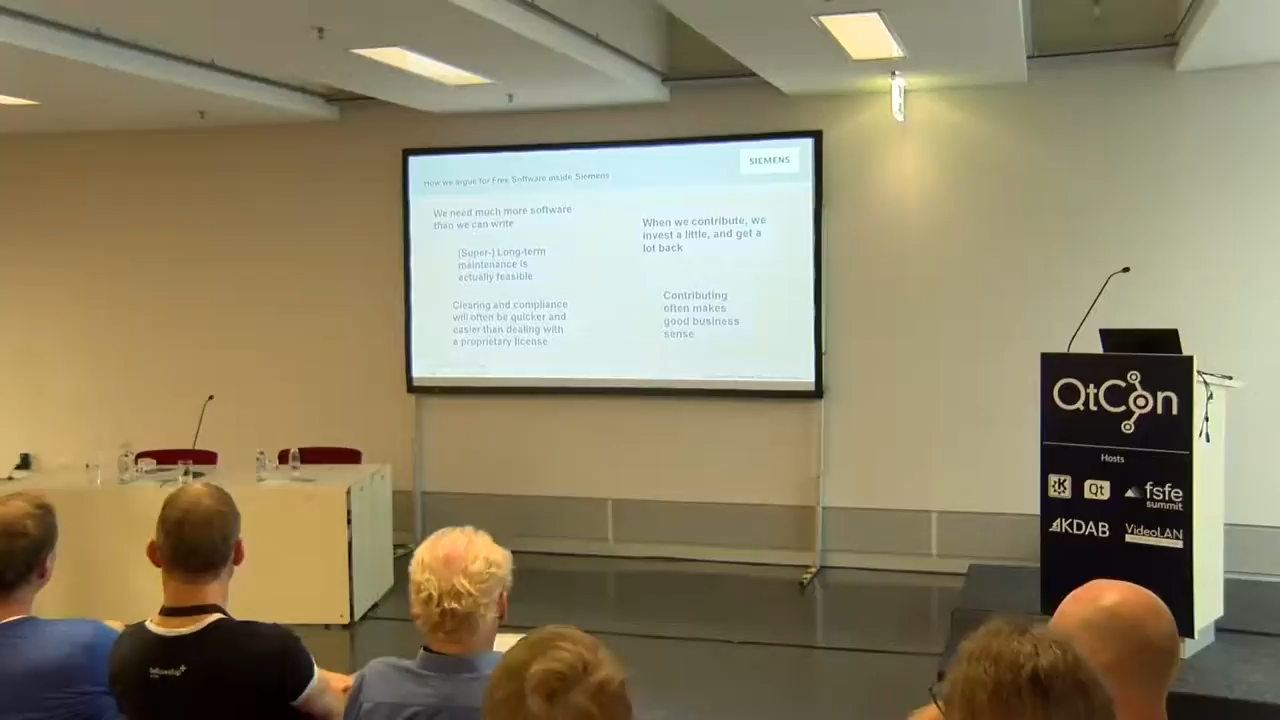 SIEMENS
How we argue for Free Software inside Siemens
We need much more software
than we can write
(Super-) Long-term
maintenance is
actually feasible
Clearing and compliance
will often be quicker and
easier than dealing with
a proprietary license
When we contribute, we
invest a little, and get a
lot back
Contributing
often makes
good business
sense
QtCon
Hosts
K
Qt
fsfe
summit
KDAB
VideoLAN
fellowship